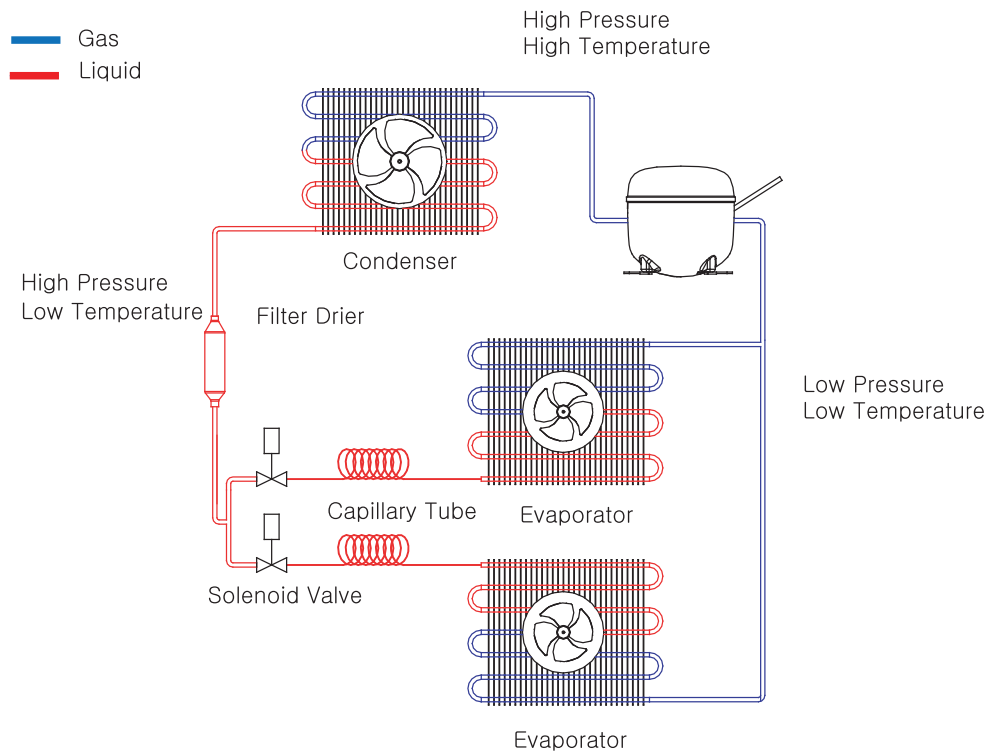 Gas
Liquid
High Pressure
High Temperature
Condenser
High Pressure
Low Temperature
Filter Drier
Low Pressure
Low Temperature
Capillary Tube
Evaporator
Solenoid Valve
Evaporator